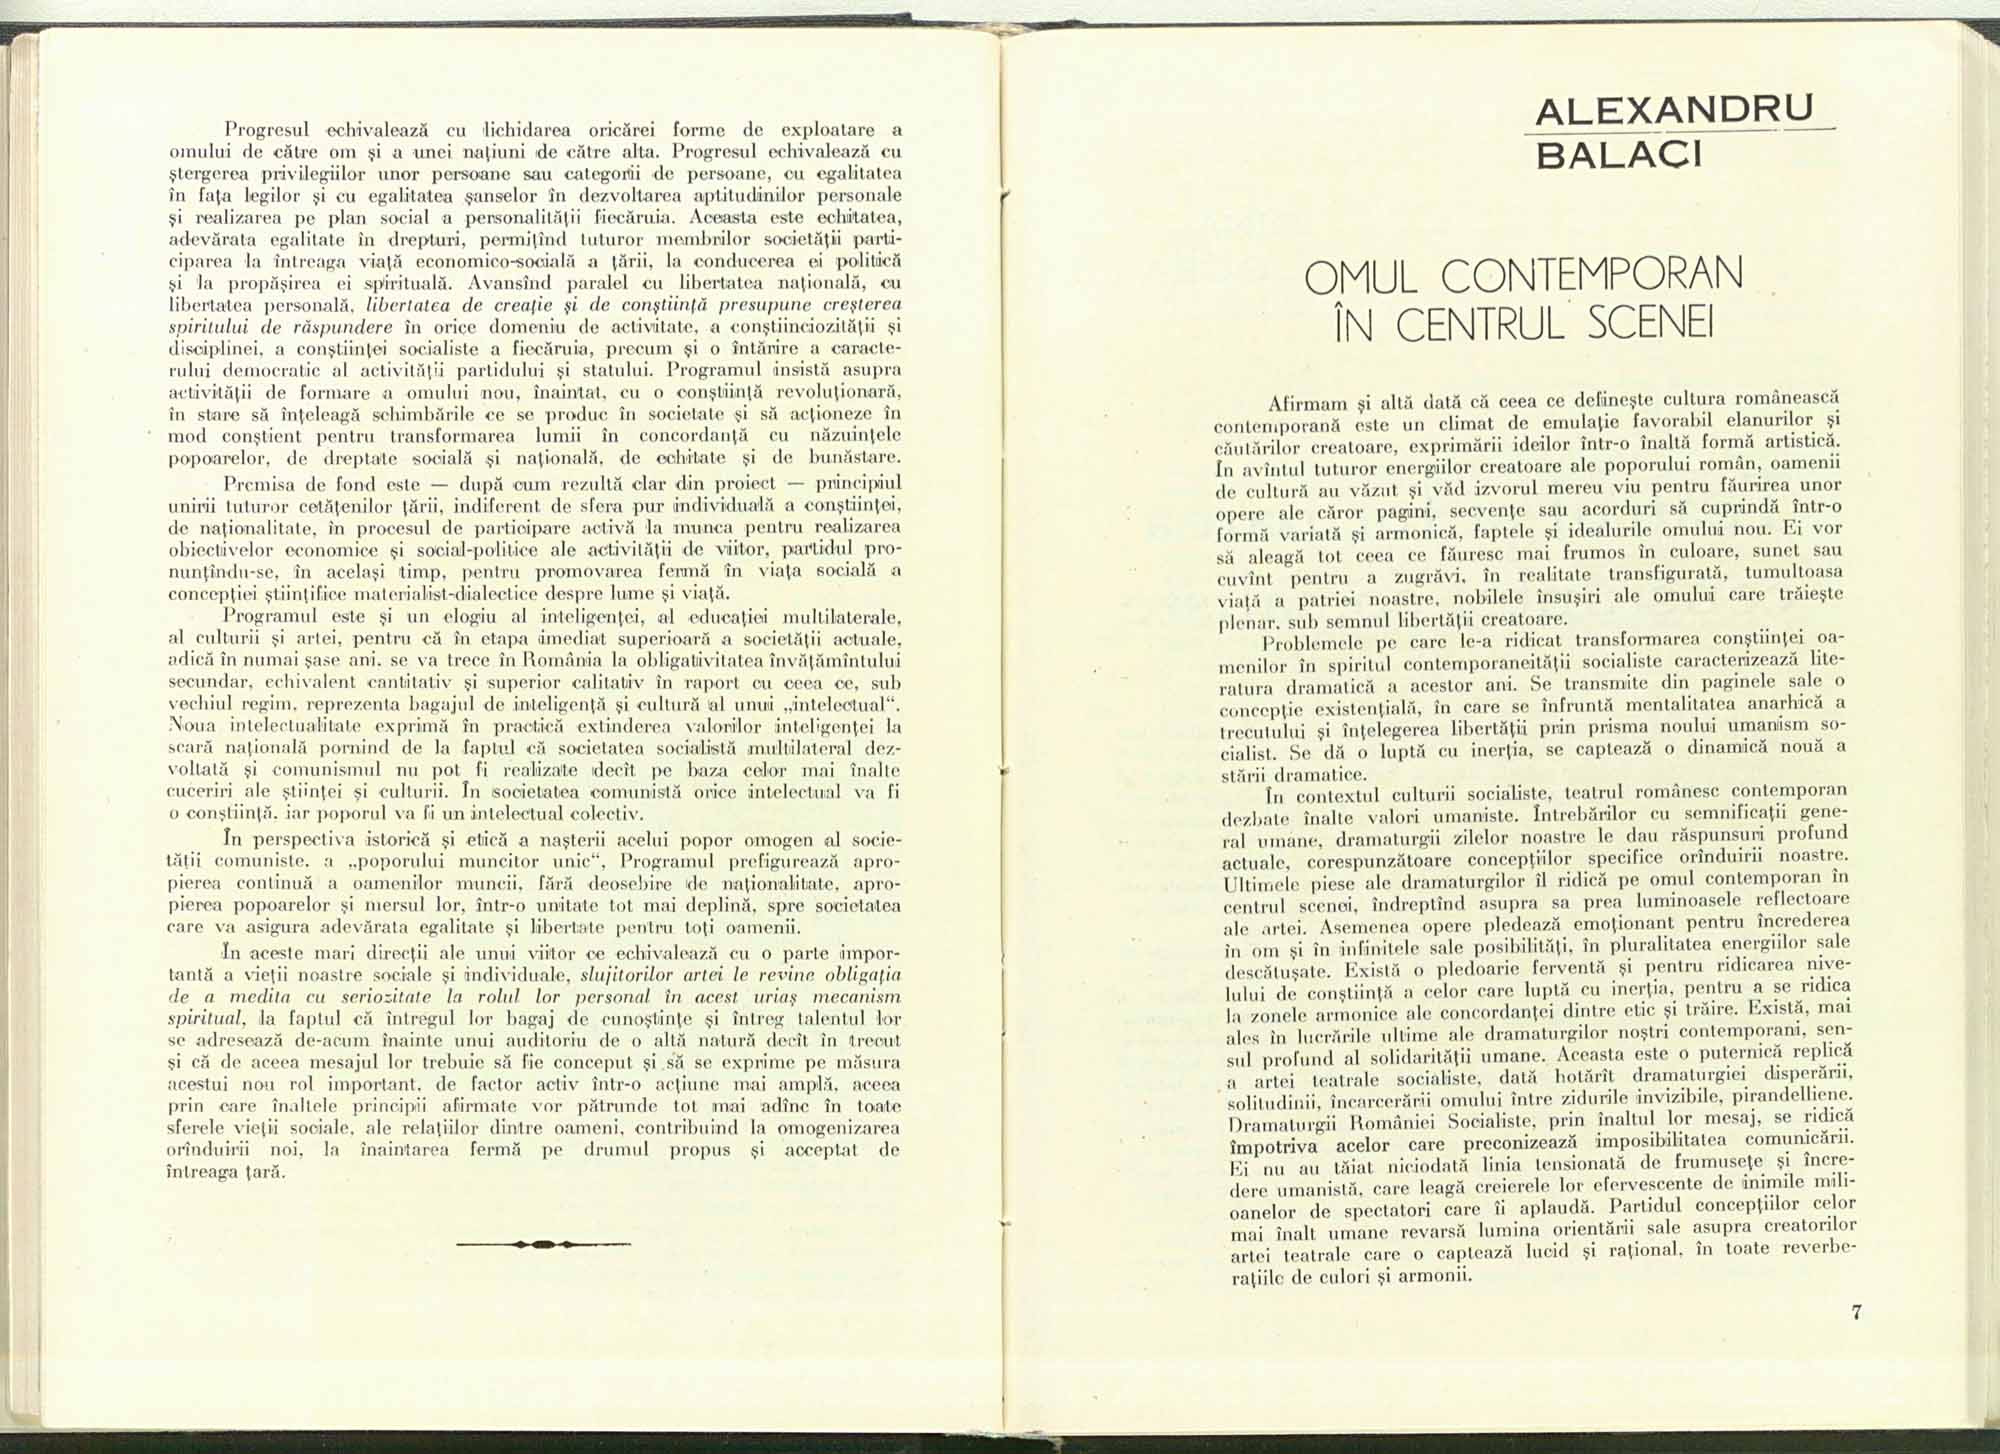 Progresul echivalează cu lichidarea oricărei forme de exploatare a
omului de către om și a unei națiuni de către alta. Progresul echivalează cu
ștergerea privilegiilor unor persoane sau categorii de persoane, cu egalitatea
în fața legilor și cu egalitatea șanselor în dezvoltarea aptitudinilor personale
și realizarea pe plan social a personalității fiecăruia. Aceasta este echitatea,
adevărata egalitate în drepturi, permițînd tuturor membrilor societății parti-
ciparea la întreaga viață economico-socială a țării, la conducerea ei politică
și la propășirea ei spirituală. Avansînd paralel cu libertatea națională, cu
libertatea personală, libertatea de creație și de conștiință presupune creșterea
spiritului de răspundere în orice domeniu de activitate, a conștiinciozității și
disciplinei, a conștiinței socialiste a fiecăruia, precum și o întărire a caracte-
rului democratic al activității partidului și statului. Programul insistă asupra
activității de formare a omului nou, înaintat, cu o conștiință revoluționară,
în stare să înțeleagă schimbările ce se produc în societate și să acționeze în
mod conștient pentru transformarea lumii în concordanță cu năzuințele
popoarelor, de dreptate socială și națională, de echitate și de bunăstare.
Premisa de fond este — după cum rezultă clar din proiect — principiul
unirii tuturor cetățenilor țării, indiferent de sfera pur individuală a conștiinței,
de naționalitate, în procesul de participare activă la munca pentru realizarea
obiectivelor economice și social-politice ale activității de viitor, partidul pro-
nunțîndu-se, în același timp, pentru promovarea fermă în viața socială a
concepției științifice materialist-dialectice despre lume și viață.
Programul este și un elogiu al inteligenței, al educației multilaterale,
al culturii și artei, pentru că în etapa imediat superioară a societății actuale,
adică în numai șase ani, se va trece în România la obligativitatea învățămîntului
secundar, echivalent cantitativ și superior calitativ în raport cu ceea ce, sub
vechiul regim, reprezenta bagajul de inteligență și cultură al unui „intelectual“.
Noua intelectualitate exprimă în practică extinderea valorilor inteligenței la
scară națională pornind de la faptul că societatea socialistă multilateral dez-
voltată și comunismul nu pot fi realizate decît pe baza celor mai înalte
cuceriri ale științei și culturii. În societatea comunistă orice intelectual va fi
o conștiință, iar poporul va fi un intelectual colectiv.
În perspectiva istorică și etică a nașterii acelui popor omogen al socie-
tății comuniste, a „poporului muncitor unic“, Programul prefigurează apro-
pierea continuă a oamenilor muncii, fără deosebire de naționalitate, apro-
pierea popoarelor și mersul lor, într-o unitate tot mai deplină, spre societatea
care va asigura adevărata egalitate și libertate pentru toți oamenii.
În aceste mari direcții ale unui viitor ce echivalează cu o parte impor-
tantă a vieții noastre sociale și individuale, slujitorilor artei le revine obligația
de a medita cu seriozitate la rolul lor personal în acest uriaș mecanism
spiritual, la faptul că întregul lor bagaj de cunoștințe și întreg talentul lor
se adresează de-acum înainte unui auditoriu de o altă natură decît în trecut
și că de aceea mesajul lor trebuie să fie conceput și să se exprime pe măsura
acestui nou rol important, de factor activ într-o acțiune mai amplă, aceea
prin care înaltele principii afirmate vor pătrunde tot mai adînc în toate
sferele vieții sociale, ale relațiilor dintre oameni, contribuind la omogenizarea
orînduirii noi, la înaintarea fermă pe drumul propus și acceptat de
întreaga țară.
ALEXANDRU
BALACI
OMUL CONTEMPORAN
ÎN CENTRUL SCENEI
Afirmam și altă dată că ceea ce definește cultura românească
contemporană este un climat de emulație favorabil elanurilor și
căutărilor creatoare, exprimării ideilor într-o înaltă formă artistică.
În avîntul tuturor energiilor creatoare ale poporului român, oamenii
de cultură au văzut și văd izvorul mereu viu pentru făurirea unor
opere ale căror pagini, secvențe sau acorduri să cuprindă într-o
formă variată și armonică, faptele și idealurile omului nou. Ei vor
să aleagă tot ceea ce făuresc mai frumos în culoare, sunet sau
cuvînt pentru a zugrăvi, în realitate transfigurată, tumultoasa
viață a patriei noastre, nobilele însușiri ale omului care trăiește
plenar, sub semnul libertății creatoare.
Problemele pe care le-a ridicat transformarea conștiinței oa-
menilor în spiritul contemporaneității socialiste caracterizează lite-
ratura dramatică a acestor ani. Se transmite din paginele sale o
concepție existențială, în care se înfruntă mentalitatea anarhică a
trecutului și înțelegerea libertății prin prisma noului umanism so-
cialist. Se dă o luptă cu inerția, se captează o dinamică nouă a
stării dramatice.
În contextul culturii socialiste, teatrul românesc contemporan
dezbate înalte valori umaniste. Întrebărilor cu semnificații gene-
ral umane, dramaturgii zilelor noastre le dau răspunsuri profund
actuale, corespunzătoare concepțiilor specifice orînduirii noastre.
Ultimele piese ale dramaturgilor îl ridică pe omul contemporan în
centrul scenei, îndreptînd asupra sa prea luminoasele reflectoare
ale artei. Asemenea opere pledează emoționant pentru încrederea
în om și în infinitele sale posibilități, în pluralitatea energiilor sale
descătușate. Există o pledoarie ferventă și pentru ridicarea nive-
lului de conștiință a celor care luptă cu inerția, pentru a se ridica
la zonele armonice ale concordanței dintre etic și trăire. Există, mai
ales în lucrările ultime ale dramaturgilor noștri contemporani, sen-
sul profund al solidarității umane. Aceasta este o puternică replică
a artei teatrale socialiste, dată hotărît dramaturgiei disperării,
solitudinii, încarcerării omului între zidurile invizibile, pirandelliene.
Dramaturgii României Socialiste, prin înaltul lor mesaj, se ridică
împotriva acelor care preconizează imposibilitatea comunicării.
Ei nu au tăiat niciodată linia tensionată de frumusețe și încre-
dere umanistă, care leagă creierele lor efervescente de inimile mili-
oanelor de spectatori care îi aplaudă. Partidul concepțiilor celor
mai înalt umane revarsă lumina orientării sale asupra creatorilor
artei teatrale care o captează lucid și rațional, în toate reverbe-
rațiile de culori și armonii.
7